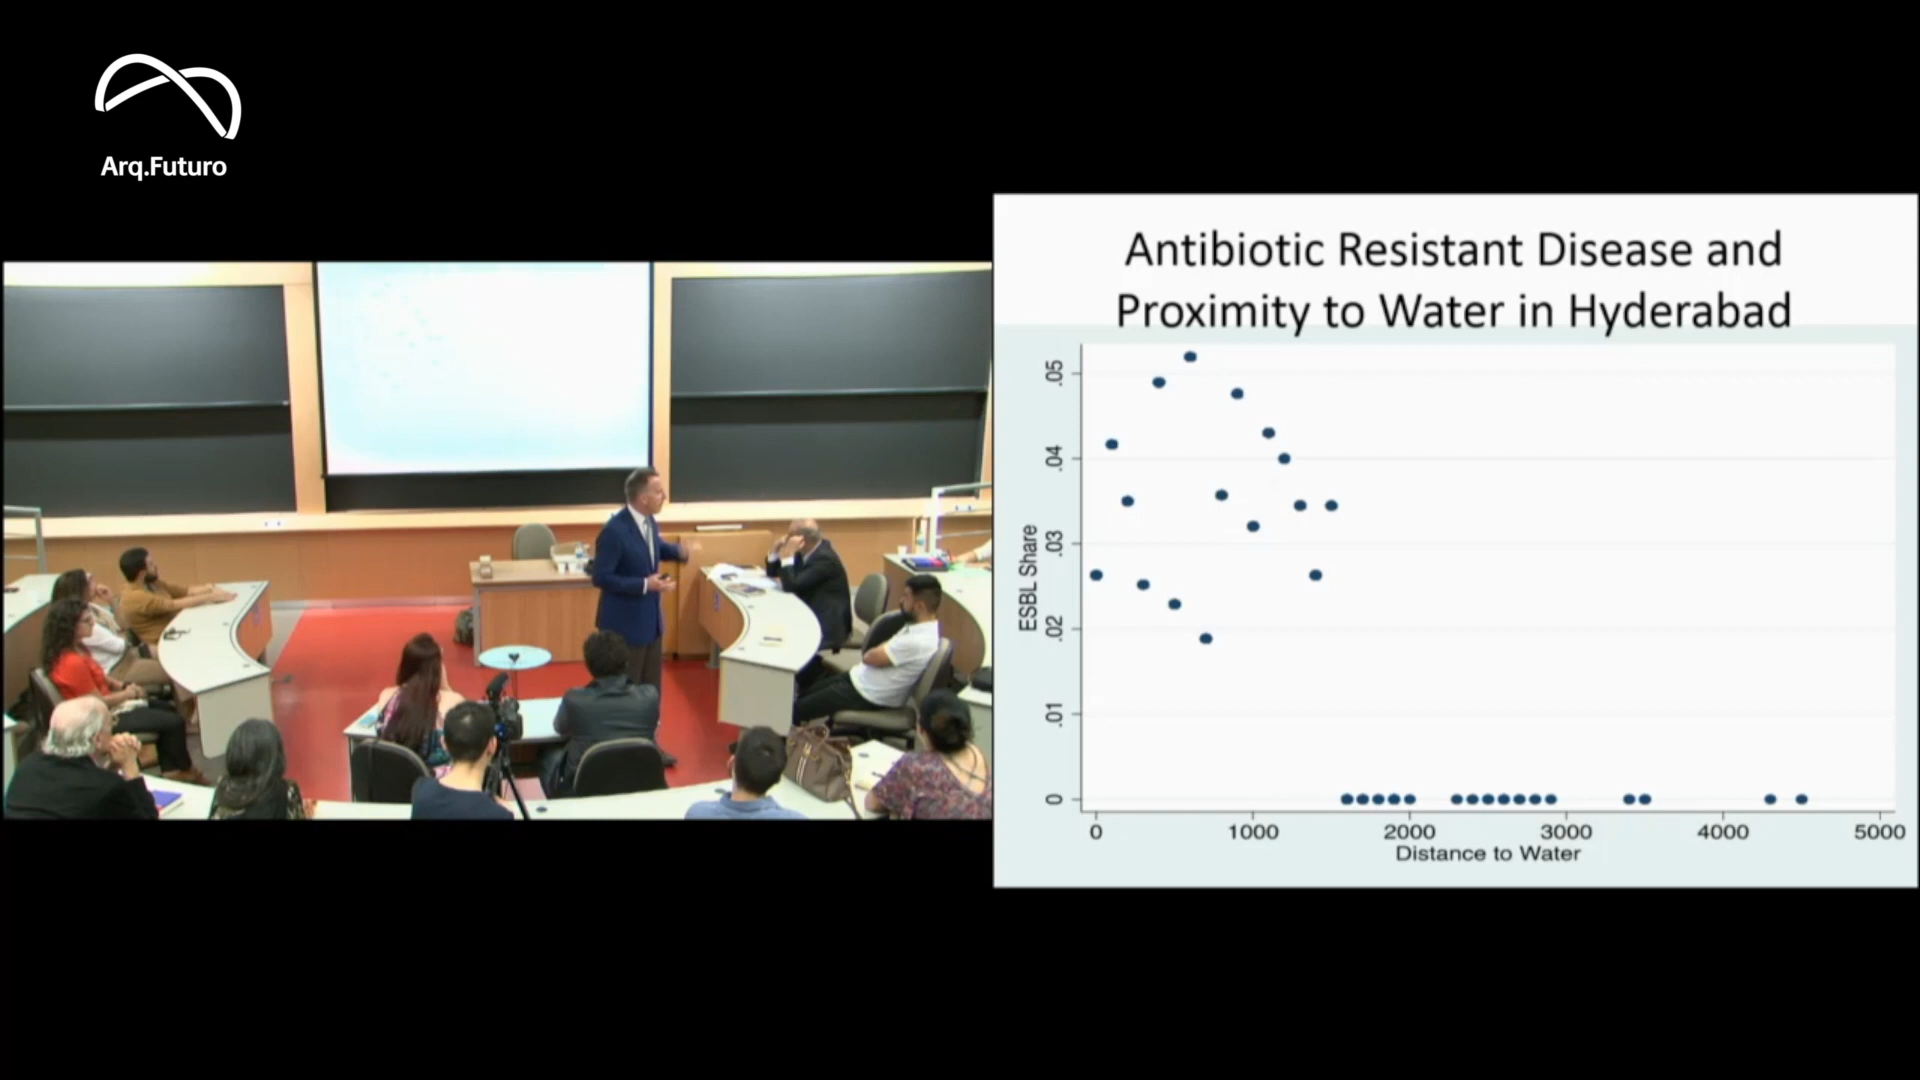 Arq.Futuro
Antibiotic Resistant Disease and
Proximity to Water in Hyderabad
.05
.04
.03
.02
.01
0
ESBL Share
0 1000 2000 3000 4000 5000
Distance to Water